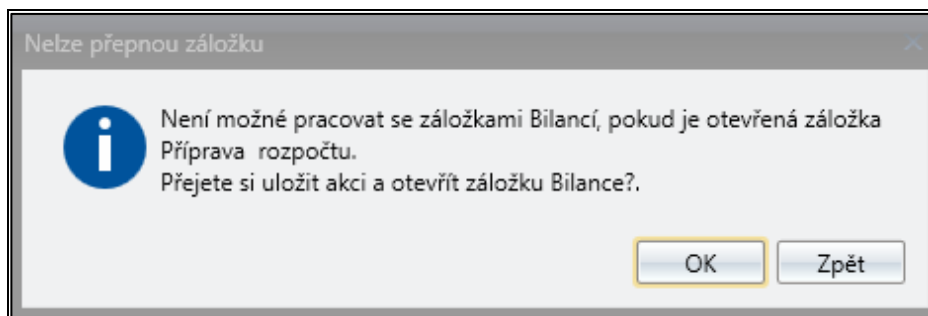 Nelze přepnou záložku
Není možné pracovat se záložkami Bilancí, pokud je otevřená záložka
Příprava  rozpočtu.
Přejete si uložit akci a otevřít záložku Bilance?.
OK
Zpět